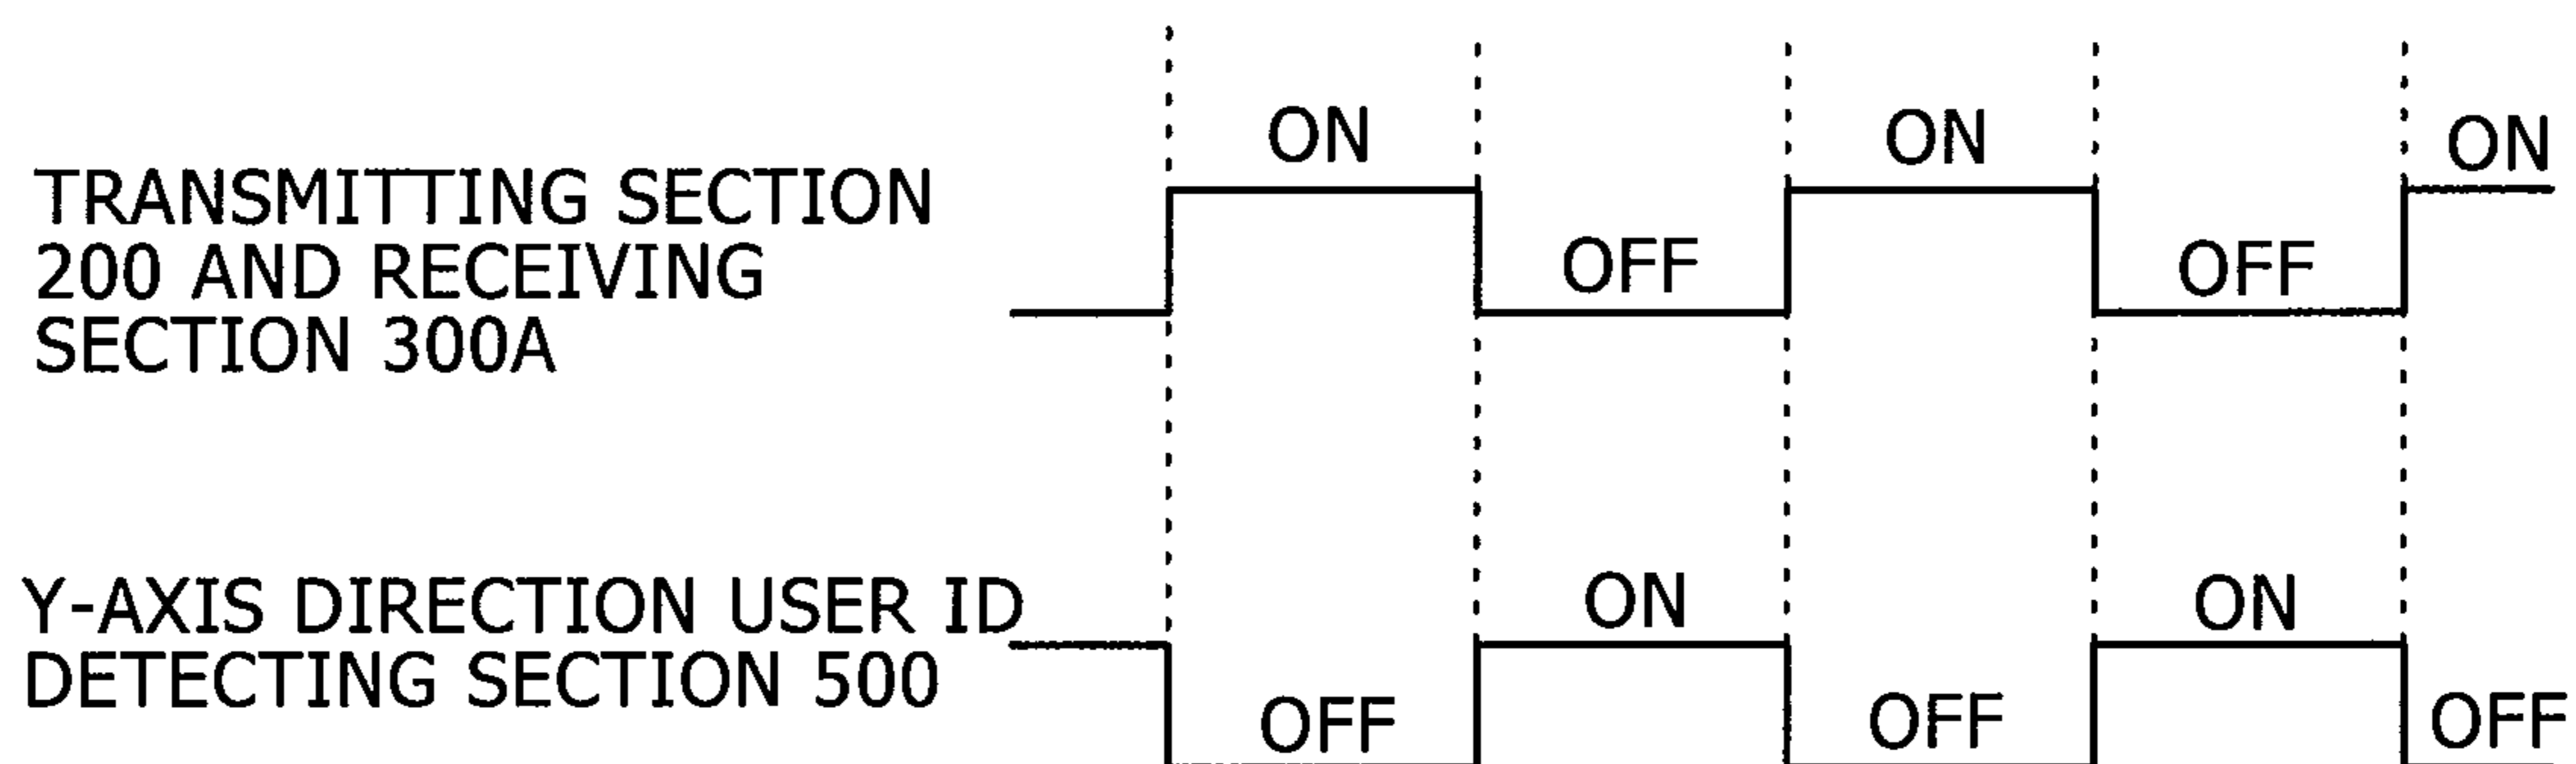 ON
ON
ON
TRANSMITTING SECTION
200 AND RECEIVING
SECTION 300A
OFF
OFF
Y-AXIS DIRECTION USER ID
DETECTING SECTION 500
ON
ON
OFF
OFF
OFF